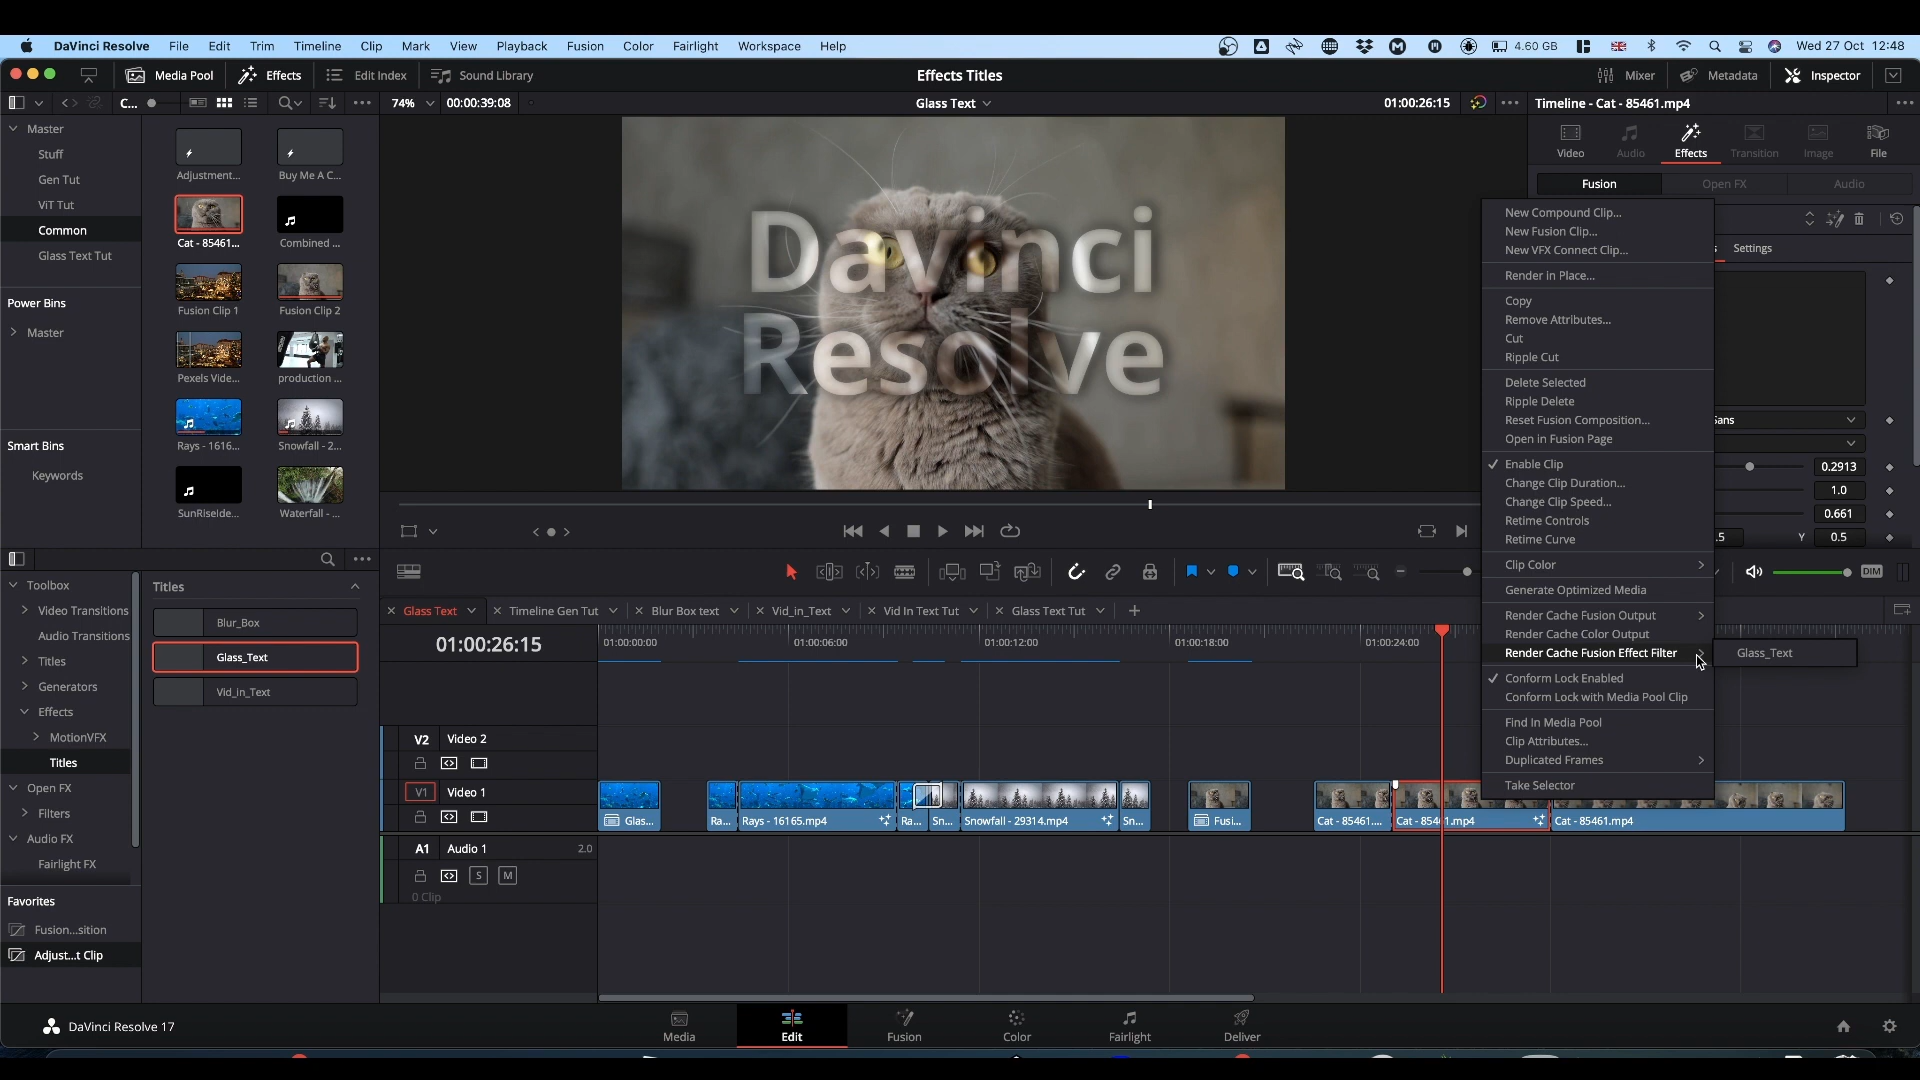 DaVinci Resolve File Edit Trim Timeline Clip Mark View Playback Fusion Color Fairlight Workspace Help 4.60 GB Wed 27 Oct 12:48
Media Pool Effects Edit Index Sound Library Effects Titles Mixer Metadata Inspector
C... 74% 00:00:39:08 Glass Text 01:00:26:15 Timeline - Cat - 85461.mp4
Master
Stuff
Gen Tut
ViT Tut
Common
Glass Text Tut
Power Bins
Master
Smart Bins
Keywords
Adjustment... Buy Me A C...
Cat - 85461... Combined ...
Fusion Clip 1 Fusion Clip 2
Pexels Vide... production ...
Rays - 1616... Snowfall - 2...
SunRiseIde... Waterfall - ...
Davinci
Resolve
Video Audio Effects Transition Image File
Fusion Open FX Audio
Settings
Sans
0.2913
1.0
0.661
.5 Y 0.5
New Compound Clip...
New Fusion Clip...
New VFX Connect Clip...
Render in Place...
Copy
Remove Attributes...
Cut
Ripple Cut
Delete Selected
Ripple Delete
Reset Fusion Composition...
Open in Fusion Page
Enable Clip
Change Clip Duration...
Change Clip Speed...
Retime Controls
Retime Curve
Clip Color
Generate Optimized Media
Render Cache Fusion Output
Render Cache Color Output
Render Cache Fusion Effect Filter
Glass_Text
Conform Lock Enabled
Conform Lock with Media Pool Clip
Find In Media Pool
Clip Attributes...
Duplicated Frames
Take Selector
DIM
Toolbox
Video Transitions
Audio Transitions
Titles
Generators
Effects
MotionVFX
Titles
Open FX
Filters
Audio FX
Fairlight FX
Favorites
Fusion...sition
Adjust...t Clip
Titles
Blur_Box
Glass_Text
Vid_In_Text
Glass Text Timeline Gen Tut Blur Box text Vid_in_Text Vid In Text Tut Glass Text Tut
01:00:26:15 01:00:00:00 01:00:06:00 01:00:12:00 01:00:18:00 01:00:24:00
V2 Video 2
V1 Video 1
Glas... Ra... Rays - 16165.mp4 Ra... Sn... Snowfall - 29314.mp4 Sn... Fusi... Cat - 85461.... Cat - 85461.mp4 Cat - 85461.mp4
A1 Audio 1 2.0
S M
0 Clip
DaVinci Resolve 17
Media Edit Fusion Color Fairlight Deliver